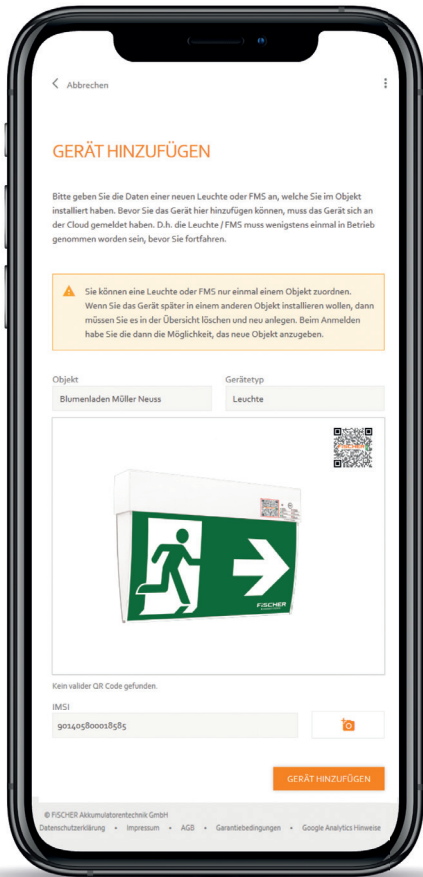 Abbrechen
GERÄT HINZUFÜGEN
Bitte geben Sie die Daten einer neuen Leuchte oder FMS an, welche Sie im Objekt
installiert haben. Bevor Sie das Gerät hier hinzufügen können, muss das Gerät sich an
der Cloud gemeldet haben. D.h. die Leuchte / FMS muss wenigstens einmal in Betrieb
genommen worden sein, bevor Sie fortfahren.
Sie können eine Leuchte oder FMS nur einmal einem Objekt zuordnen.
Wenn Sie das Gerät später in einem anderen Objekt installieren wollen, dann
müssen Sie es in der Übersicht löschen und neu anlegen. Beim Anmelden
habe Sie die dann die Möglichkeit, das neue Objekt anzugeben.
Objekt
Gerätetyp
Blumenladen Müller Neuss
Leuchte
FiSCHER
FiSCHER
Kein valider QR Code gefunden.
IMSI
901405800018585
GERÄT HINZUFÜGEN
© FiSCHER Akkumulatorentechnik GmbH
Datenschutzerklärung • Impressum • AGB • Garantiebedingungen • Google Analytics Hinweise